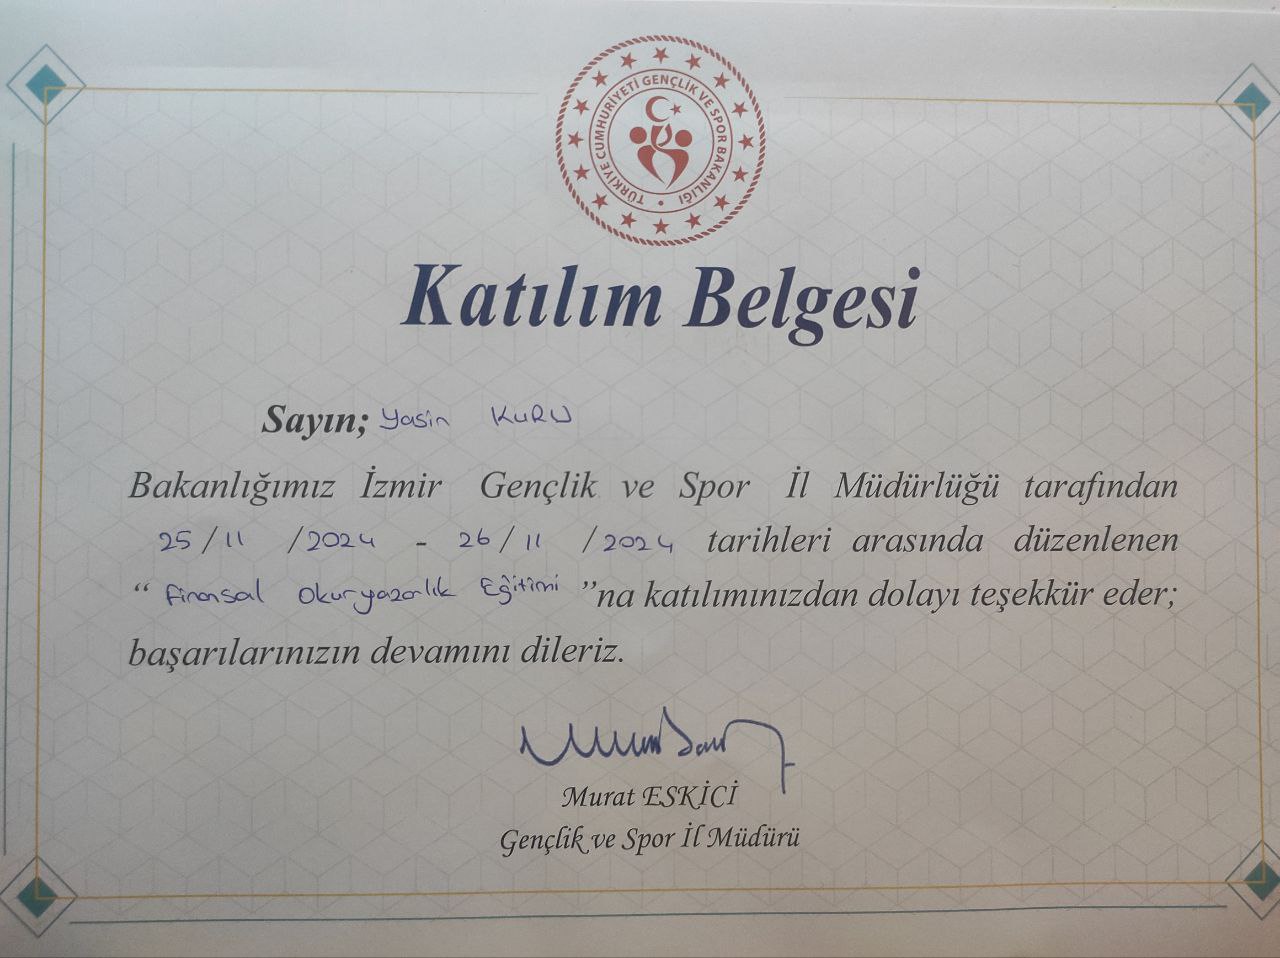 TÜRKİYE CUMHURİYETİ GENÇLİK VE SPOR BAKANLIĞI
Katılım Belgesi
Sayın; Yasin KURU
Bakanlığımız İzmir Gençlik ve Spor İl Müdürlüğü tarafından
25/11/2024 - 26/11/2024 tarihleri arasında düzenlenen
“ Finansal Okuryazarlık Eğitimi ”na katılımınızdan dolayı teşekkür eder;
başarılarınızın devamını dileriz.
Murat ESKİCİ
Gençlik ve Spor İl Müdürü